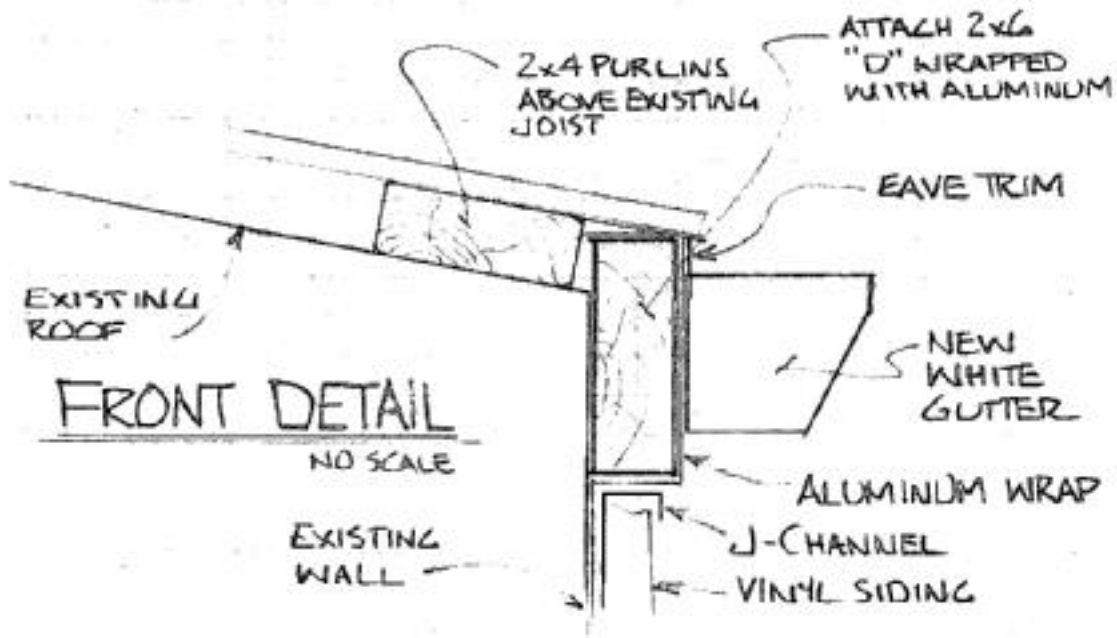 2x4 PURLINS
ABOVE EXISTING
JOIST
ATTACH 2x6
"D" WRAPPED
WITH ALUMINUM
EAVE TRIM
EXISTING
ROOF
NEW
WHITE
GUTTER
FRONT DETAIL
NO SCALE
ALUMINUM WRAP
J-CHANNEL
EXISTING
WALL
VINYL SIDING